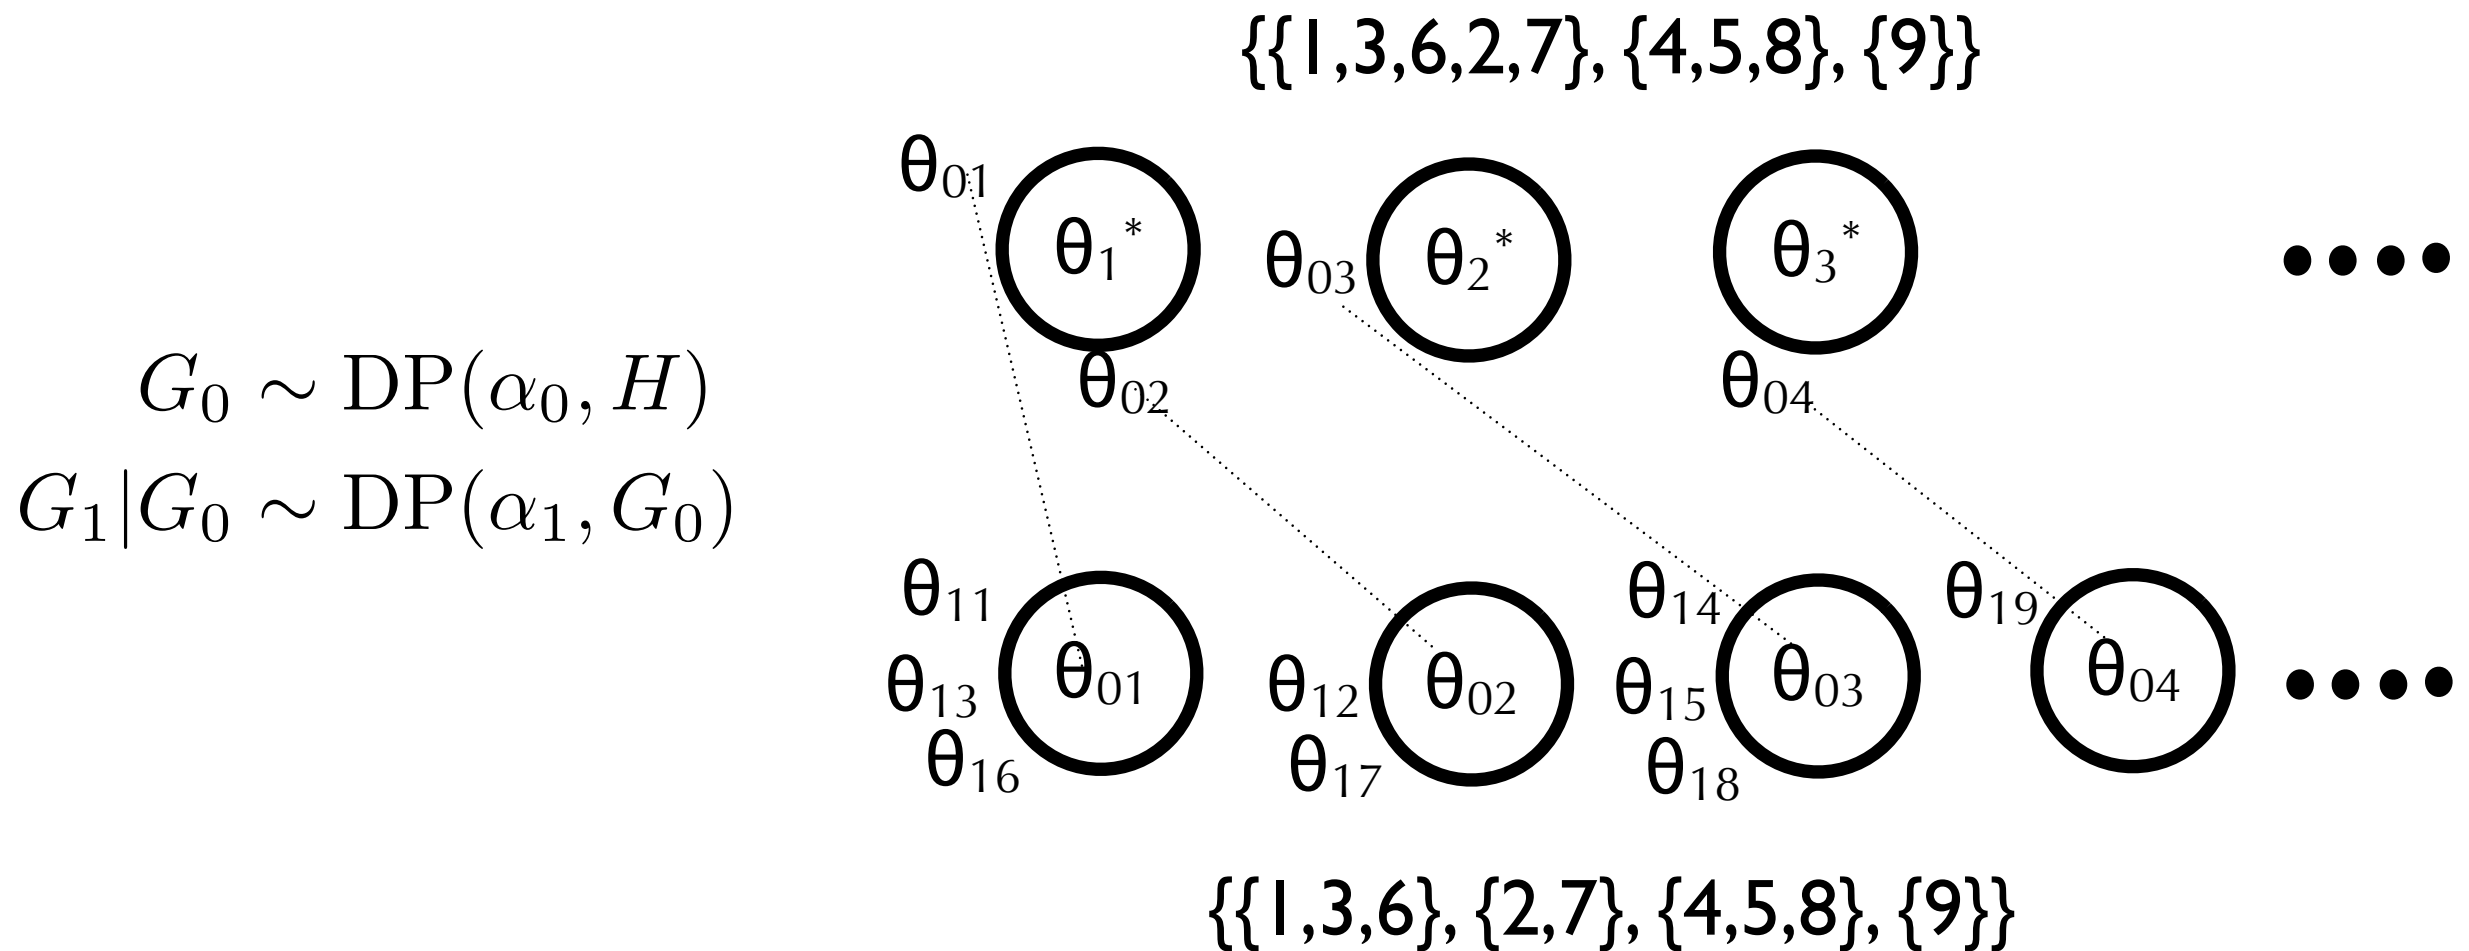 {{1,3,6,2,7}, {4,5,8}, {9}}
θ₀₁ θ₁* θ₀₃ θ₂* θ₃* ••••
θ₀₂ θ₀₄
G₀ ∼ DP(α₀, H)
G₁|G₀ ∼ DP(α₁, G₀)
θ₁₁ θ₁₄ θ₁₉
θ₁₃ θ₀₁ θ₁₂ θ₀₂ θ₁₅ θ₀₃ θ₀₄ ••••
θ₁₆ θ₁₇ θ₁₈
{{1,3,6}, {2,7}, {4,5,8}, {9}}